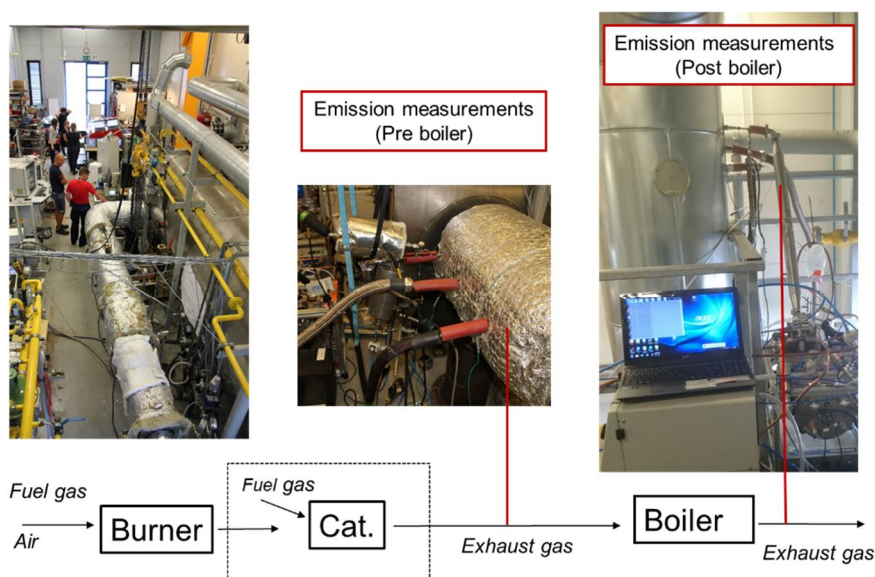 Emission measurements
(Pre boiler)
Emission measurements
(Post boiler)
acer
Fuel gas
Air
Burner
Fuel gas
Cat.
Exhaust gas
Boiler
Exhaust gas